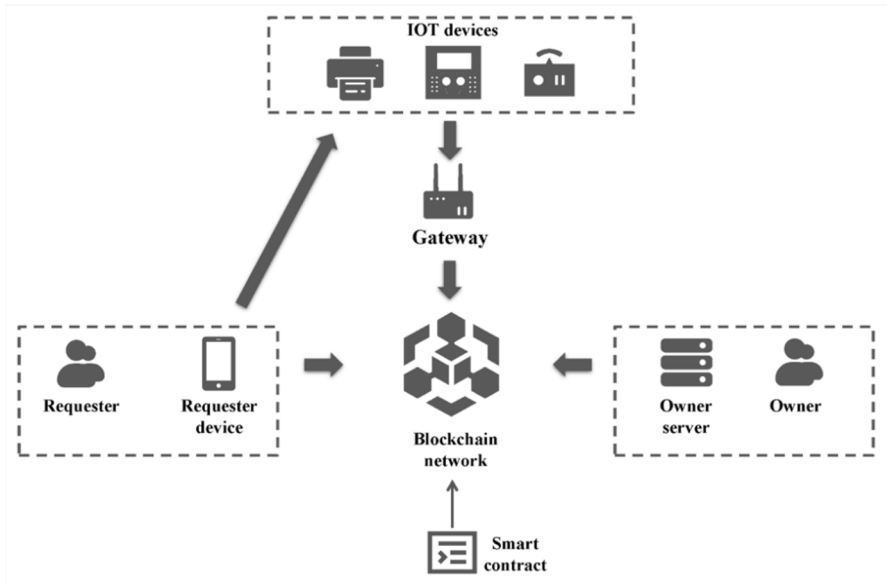 IOT devices
Gateway
Requester
Requester
device
Owner
server
Owner
Blockchain
network
Smart
contract